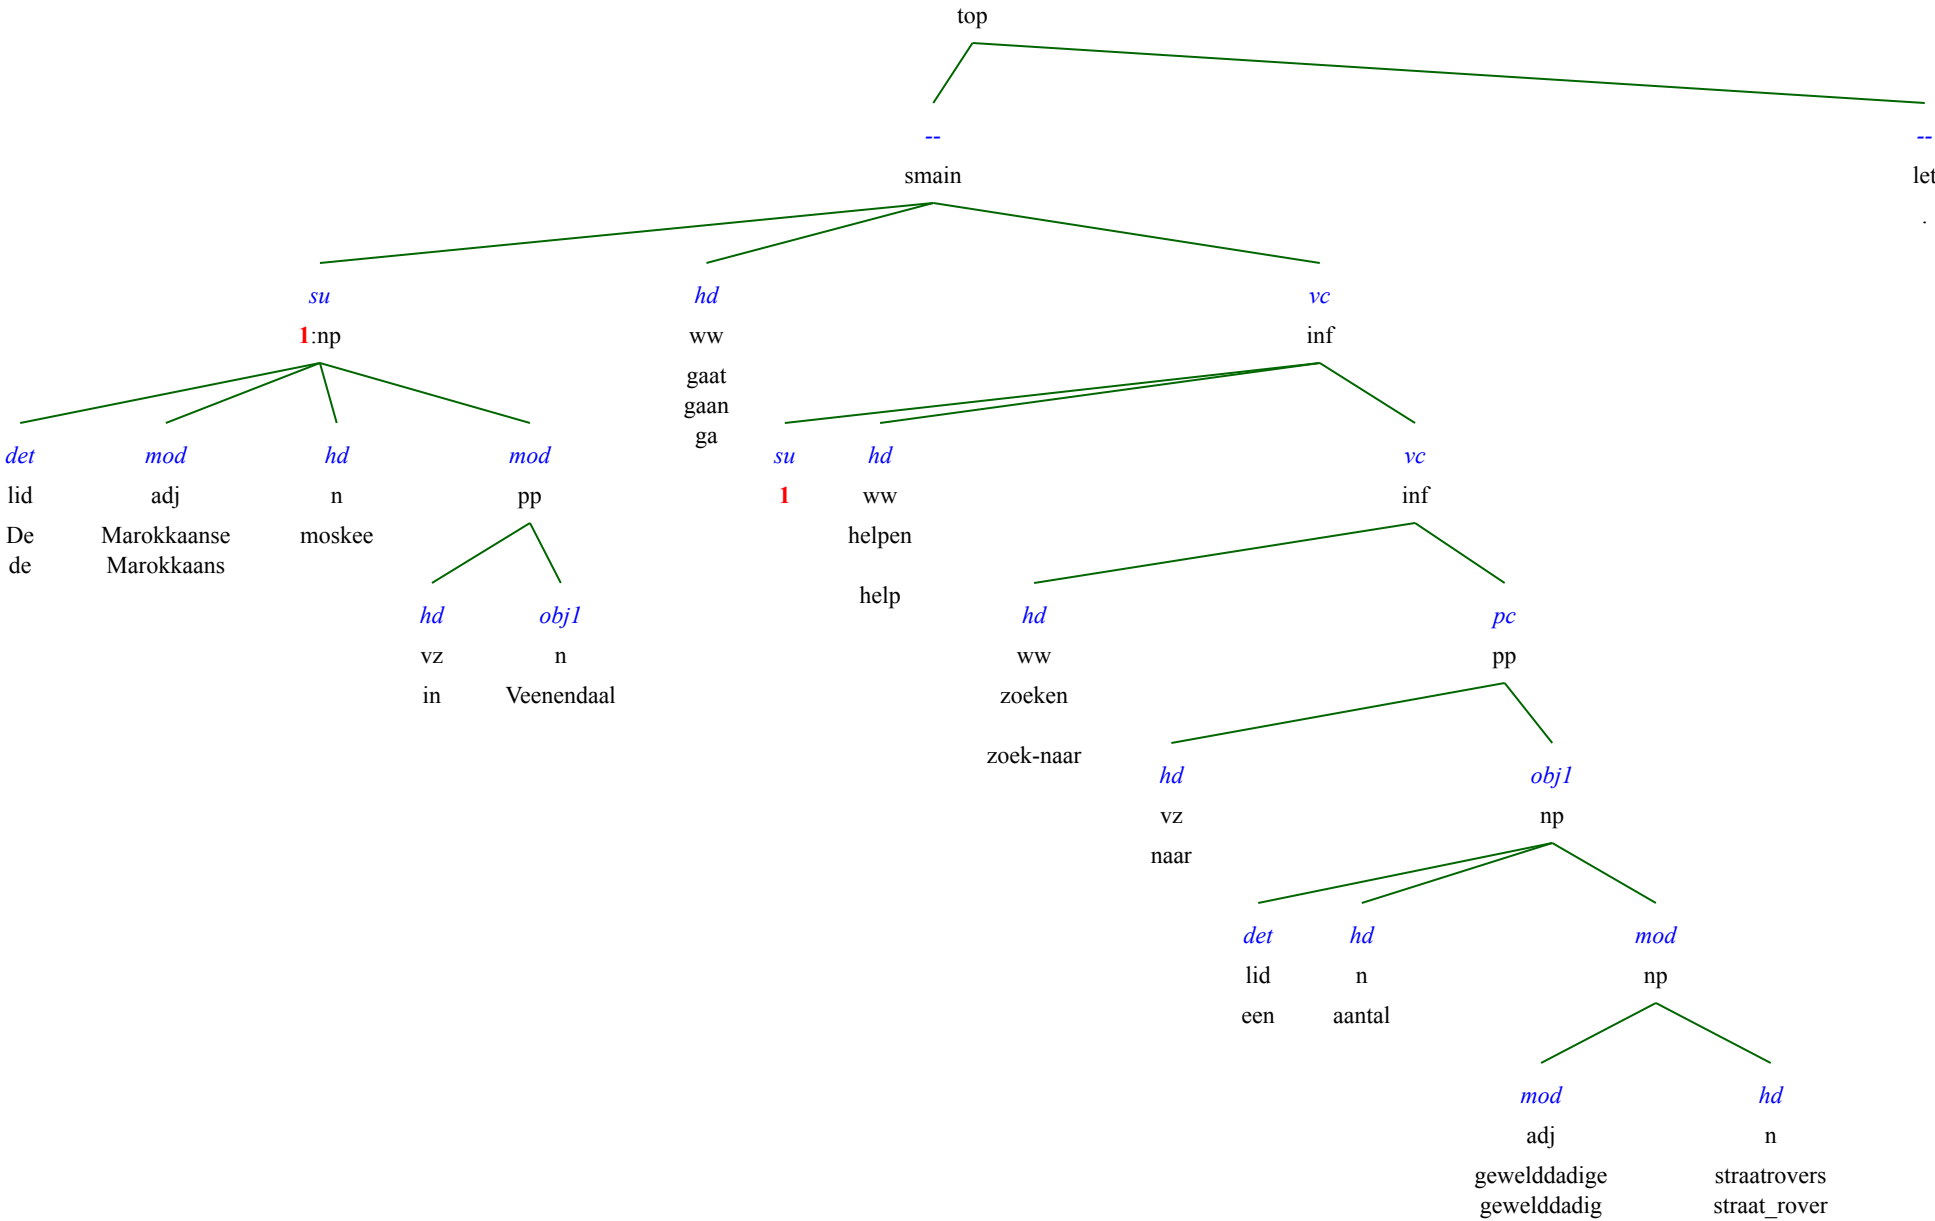 top
-- --
smain let
.
su hd vc
1:np ww inf
gaat
gaan
ga
det mod hd mod su hd vc
lid adj n pp 1 ww inf
De Marokkaanse moskee helpen
de Marokkaans
help
hd obj1 hd pc
vz n ww pp
in Veenendaal zoeken
zoek-naar
hd obj1
vz np
naar
det hd mod
lid n np
een aantal
mod hd
adj n
gewelddadige straatrovers
gewelddadig straat_rover